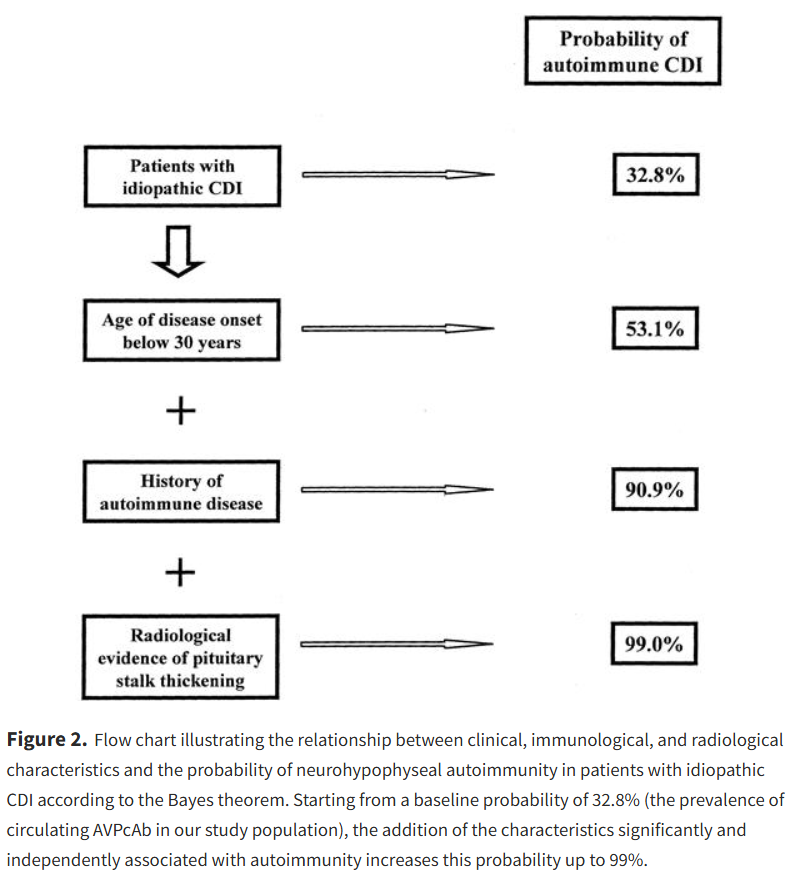 Probability of
autoimmune CDI
Patients with
idiopathic CDI
32.8%
Age of disease onset
below 30 years
53.1%
+
History of
autoimmune disease
90.9%
+
Radiological
evidence of pituitary
stalk thickening
99.0%
Figure 2. Flow chart illustrating the relationship between clinical, immunological, and radiological
characteristics and the probability of neurohypophyseal autoimmunity in patients with idiopathic
CDI according to the Bayes theorem. Starting from a baseline probability of 32.8% (the prevalence of
circulating AVPcAb in our study population), the addition of the characteristics significantly and
independently associated with autoimmunity increases this probability up to 99%.